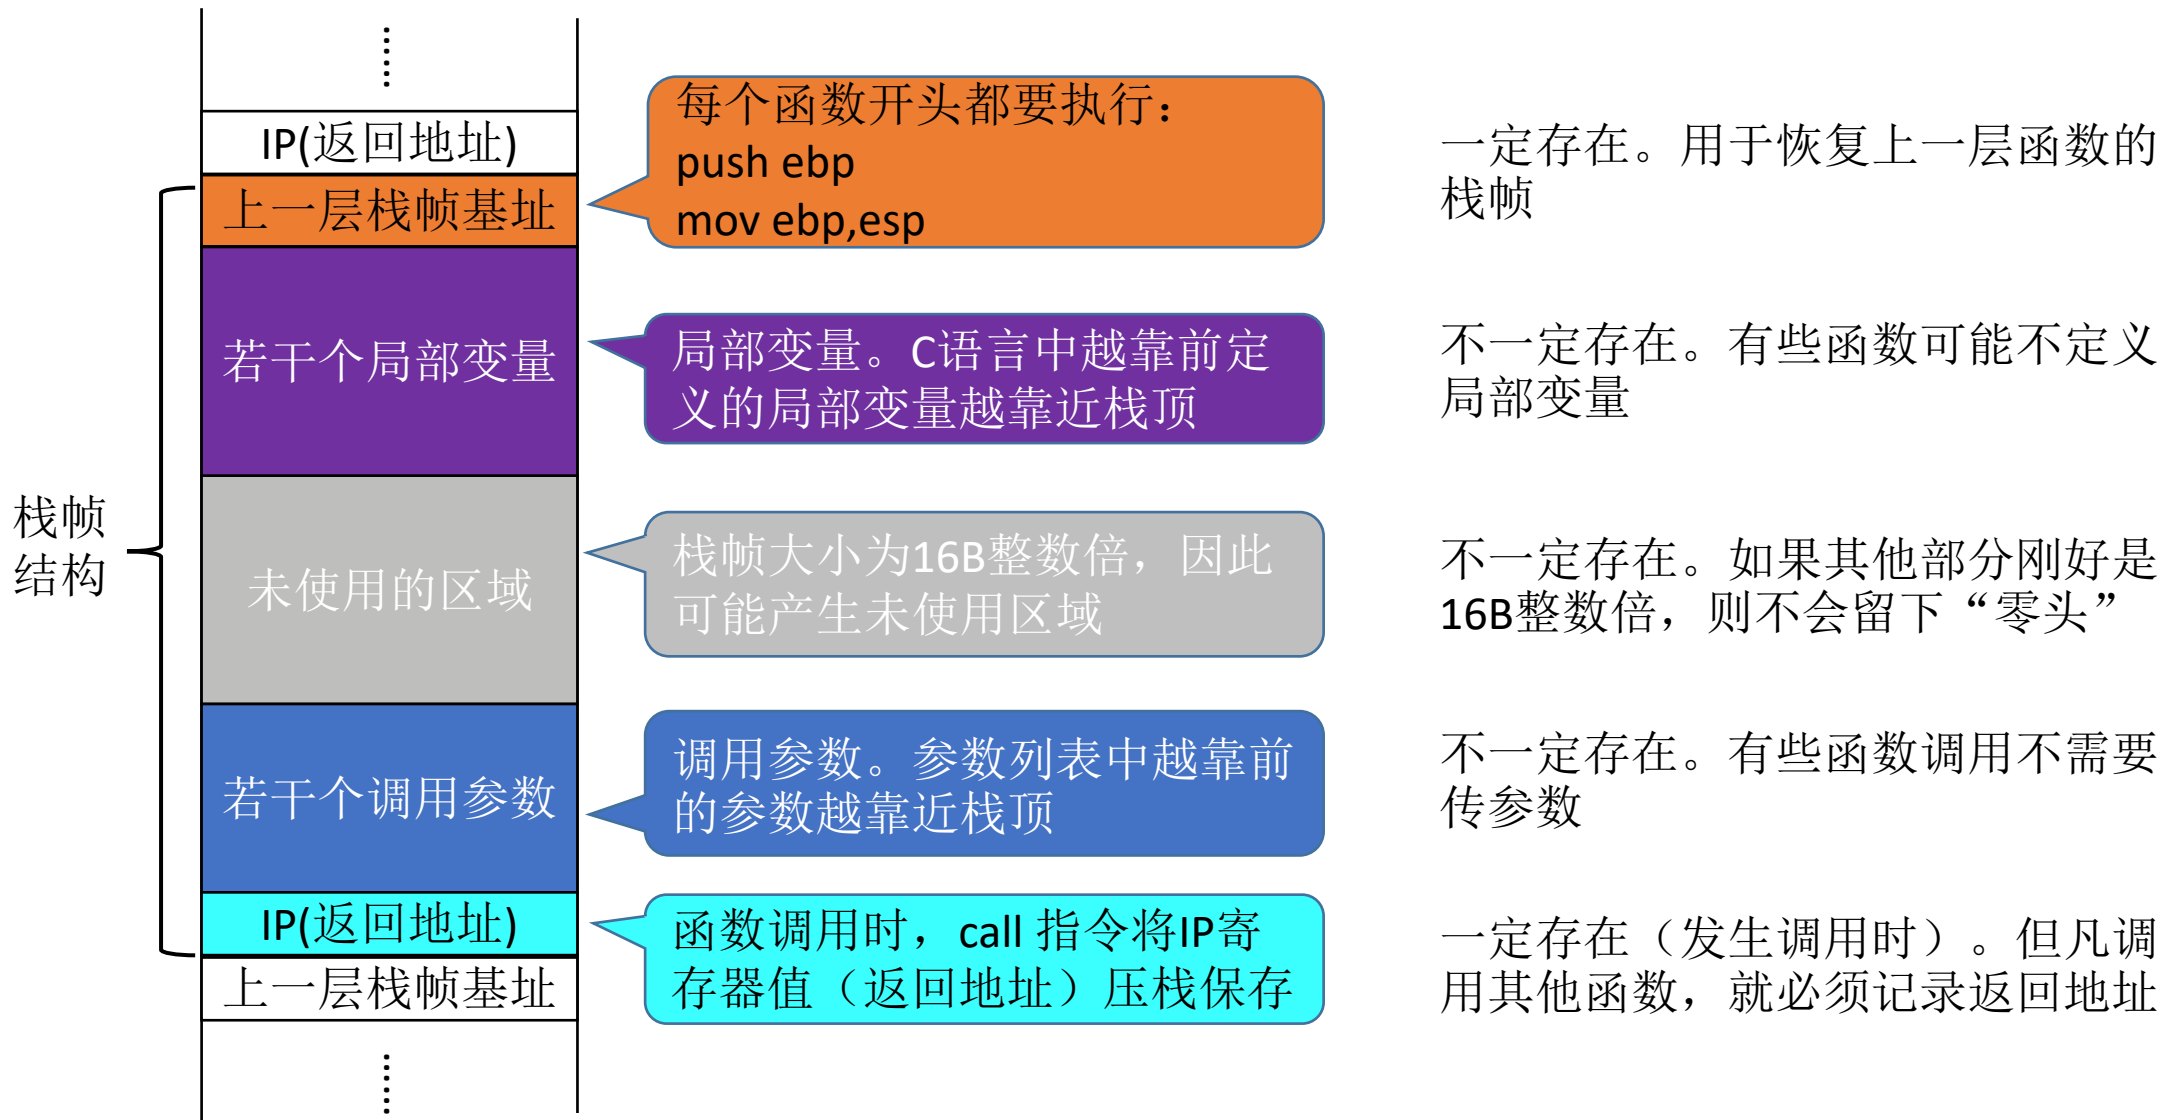 IP(返回地址)
上一层栈帧基址
若干个局部变量
未使用的区域
若干个调用参数
IP(返回地址)
上一层栈帧基址
栈帧
结构
每个函数开头都要执行：
push ebp
mov ebp,esp
一定存在。用于恢复上一层函数的
栈帧
局部变量。C语言中越靠前定
义的局部变量越靠近栈顶
不一定存在。有些函数可能不定义
局部变量
栈帧大小为16B整数倍，因此
可能产生未使用区域
不一定存在。如果其他部分刚好是
16B整数倍，则不会留下“零头”
调用参数。参数列表中越靠前
的参数越靠近栈顶
不一定存在。有些函数调用不需要
传参数
函数调用时，call 指令将IP寄
存器值（返回地址）压栈保存
一定存在（发生调用时）。但凡调
用其他函数，就必须记录返回地址